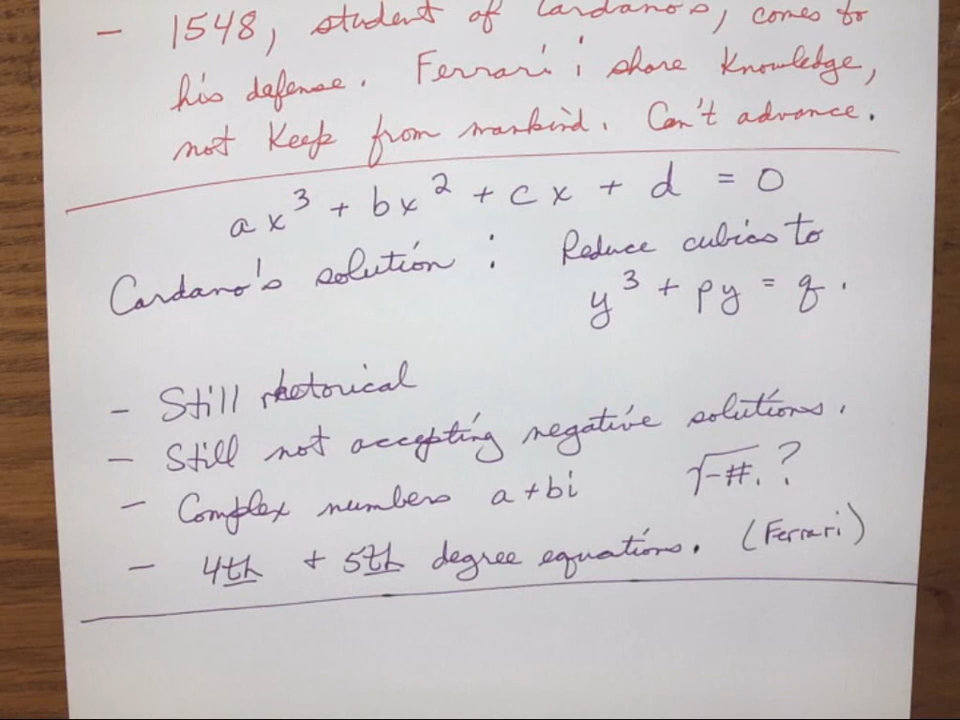 - 1548, student of Cardano's, comes to
his defense. Ferrari; share knowledge,
not keep from mankind. Can't advance.
ax³ + bx² + cx + d = 0
Cardano's solution : Reduce cubics to
y³ + py = q.
- Still rhetorical
- Still not accepting negative solutions.
- Complex numbers a+bi √-#. ?
- 4th + 5th degree equations. (Ferrari)